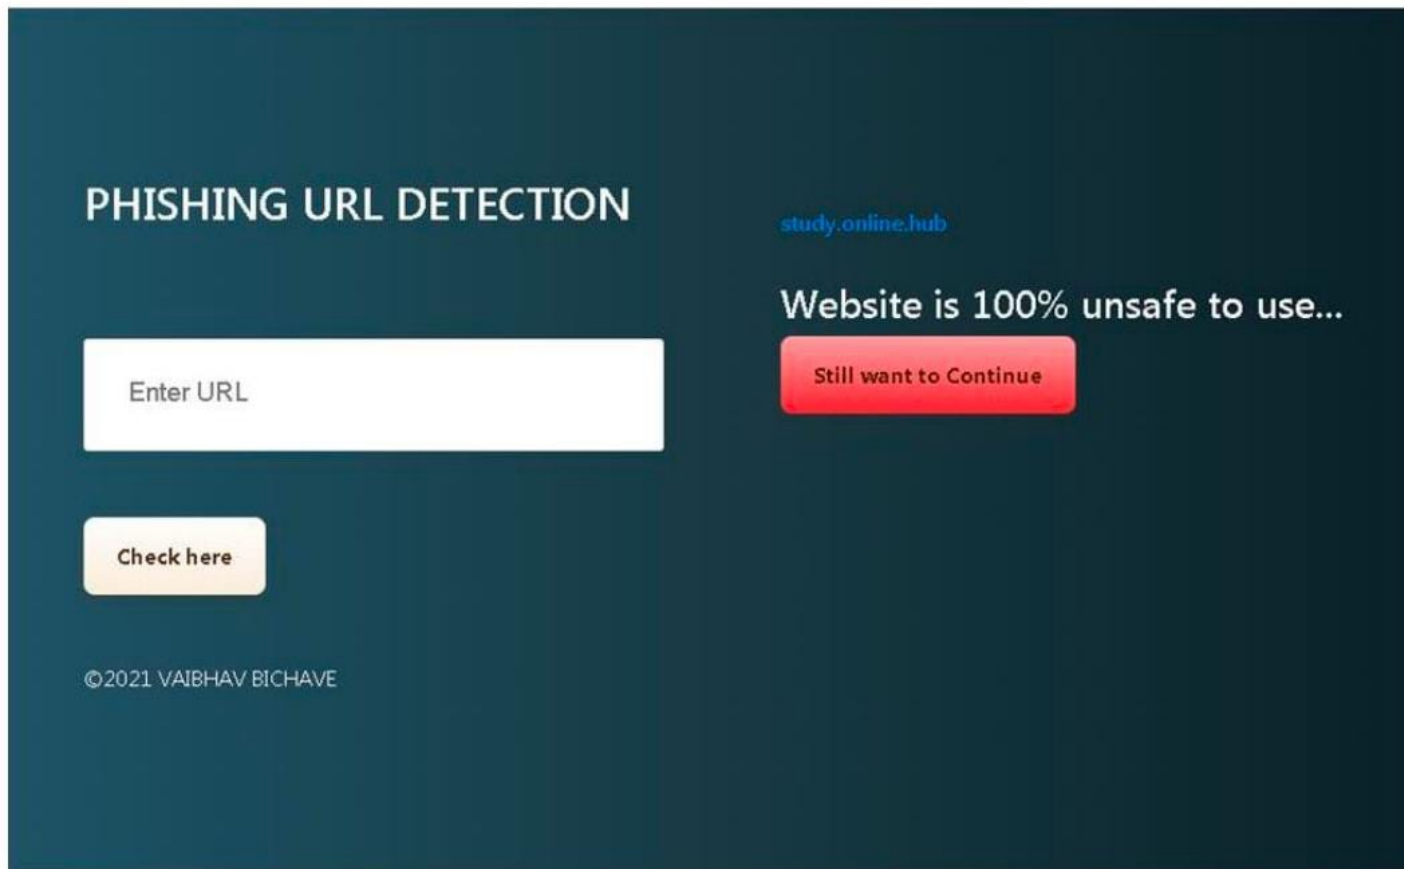 PHISHING URL DETECTION
Enter URL
Check here
©2021 VAIBHAV BICHAVE
study.online.hub
Website is 100% unsafe to use...
Still want to Continue